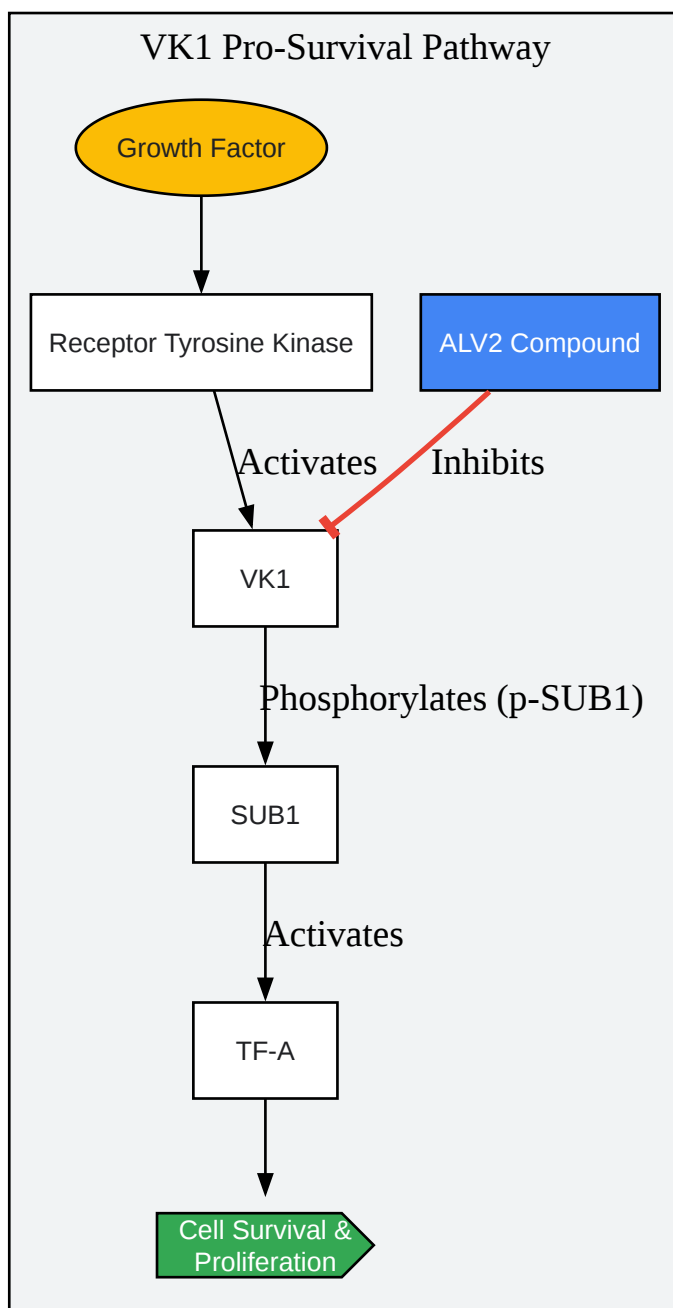 VK1 Pro-Survival Pathway
Growth Factor
Receptor Tyrosine Kinase
ALV2 Compound
Activates
Inhibits
VK1
Phosphorylates (p-SUB1)
SUB1
Activates
TF-A
Cell Survival &
Proliferation